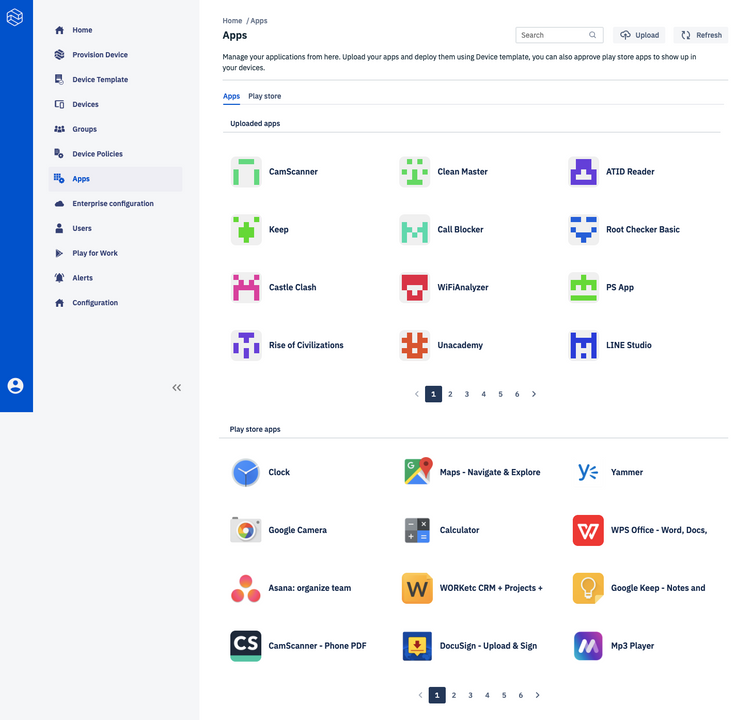 Home / Apps
Apps
Search
Upload
Refresh
Manage your applications from here. Upload your apps and deploy them using Device template, you can also approve play store apps to show up in
your devices.
Home
Provision Device
Device Template
Devices
Groups
Device Policies
Apps
Enterprise configuration
Users
Play for Work
Alerts
Configuration
Apps Play store
Uploaded apps
CamScanner Clean Master ATID Reader
Keep Call Blocker Root Checker Basic
Castle Clash WiFiAnalyzer PS App
Rise of Civilizations Unacademy LINE Studio
1 2 3 4 5 6
Play store apps
Clock Maps - Navigate & Explore Yammer
Google Camera Calculator WPS Office - Word, Docs,
Asana: organize team WORKetc CRM + Projects + Google Keep - Notes and
CamScanner - Phone PDF DocuSign - Upload & Sign Mp3 Player
G
W
W
CS
1 2 3 4 5 6